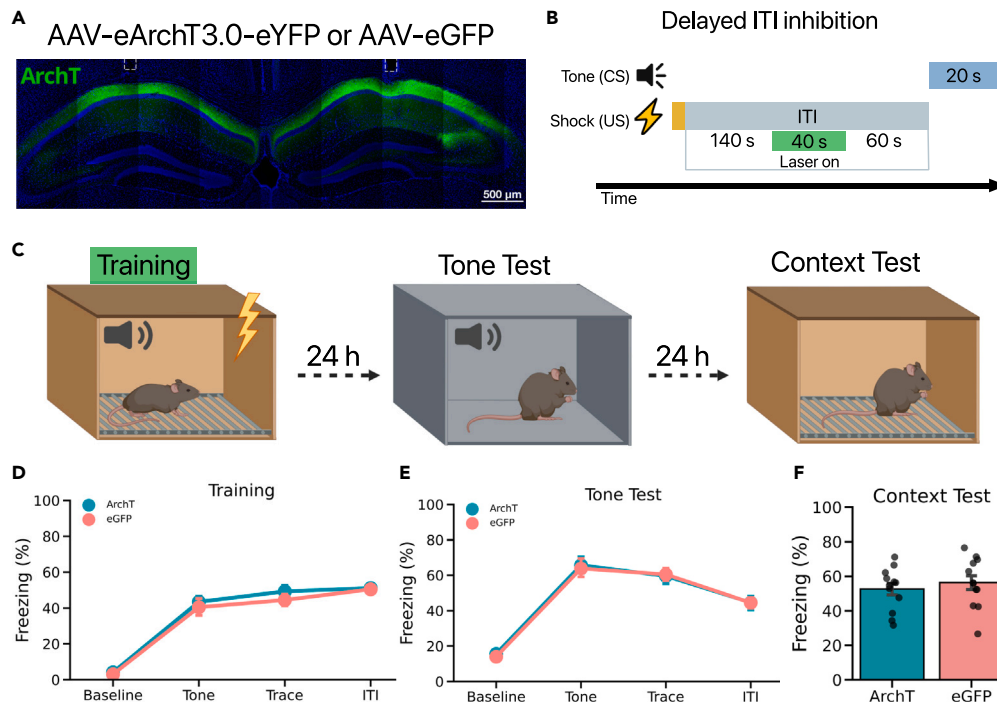 A
AAV-eArchT3.0-eYFP or AAV-eGFP
ArchT
500 µm
B
Delayed ITI inhibition
Tone (CS)
20 s
Shock (US)
ITI
140 s
40 s
60 s
Laser on
Time
C
Training
Tone Test
Context Test
24 h
24 h
D
Training
ArchT
eGFP
Freezing (%)
100
80
60
40
20
0
Baseline
Tone
Trace
ITI
E
Tone Test
ArchT
eGFP
Freezing (%)
100
80
60
40
20
0
Baseline
Tone
Trace
ITI
F
Context Test
Freezing (%)
100
80
60
40
20
0
ArchT
eGFP